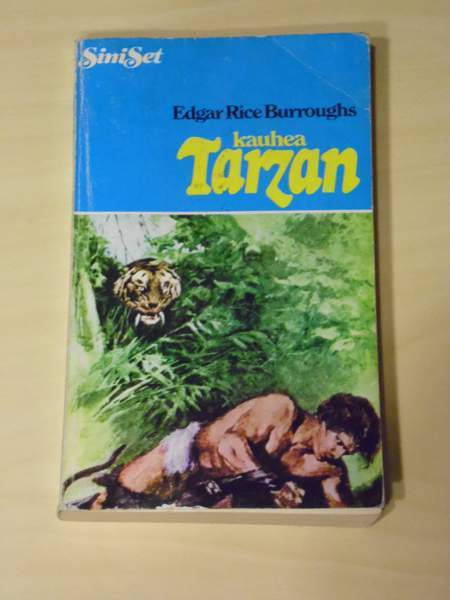 SiniSet
Edgar Rice Burroughs
kauhea
Tarzan